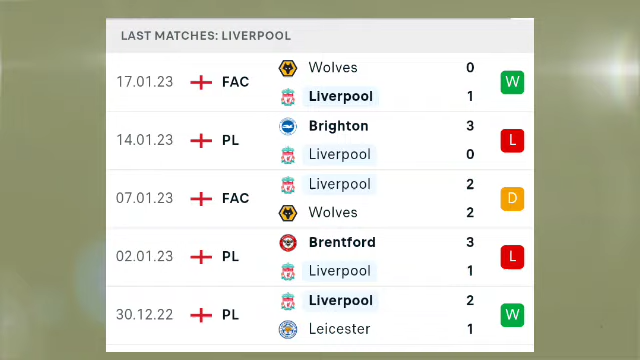 LAST MATCHES: LIVERPOOL
Wolves 0
17.01.23 FAC W
Liverpool 1
Brighton 3
14.01.23 PL L
Liverpool 0
Liverpool 2
07.01.23 FAC D
Wolves 2
Brentford 3
02.01.23 PL L
Liverpool 1
Liverpool 2
30.12.22 PL W
Leicester 1